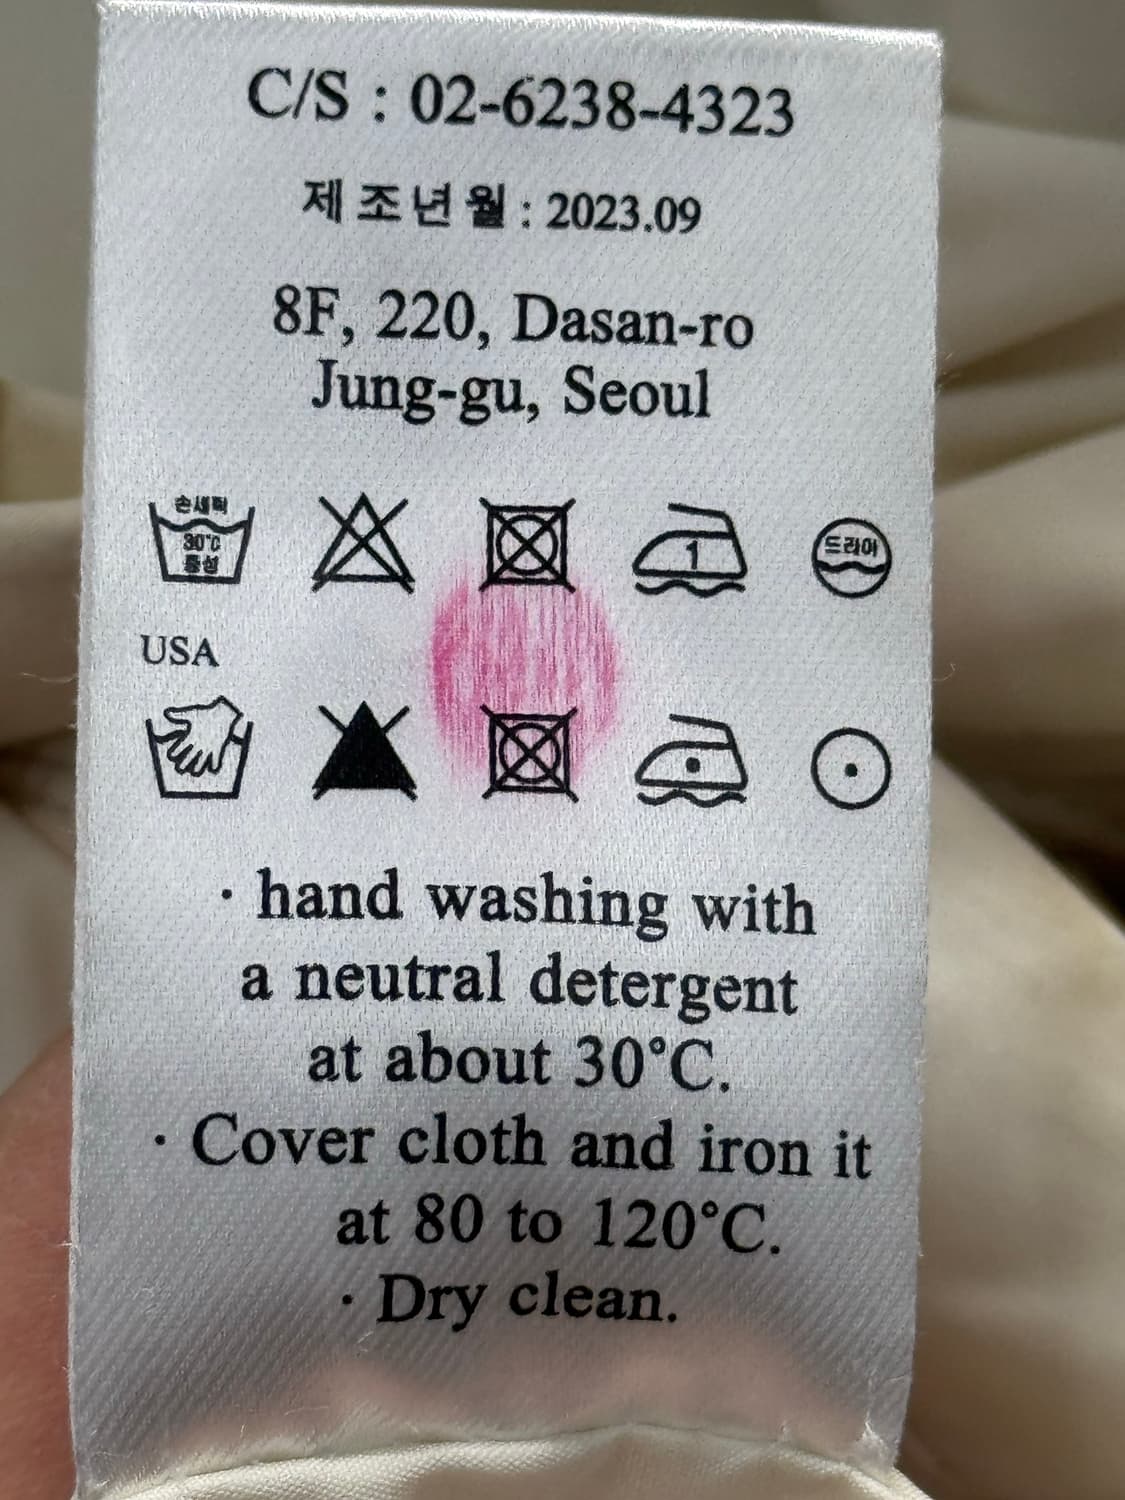 C/S : 02-6238-4323
제조년월 : 2023.09
8F, 220, Dasan-ro
Jung-gu, Seoul
손세탁
30℃
중성
1
드라이
USA
· hand washing with
a neutral detergent
at about 30°C.
· Cover cloth and iron it
at 80 to 120°C.
· Dry clean.